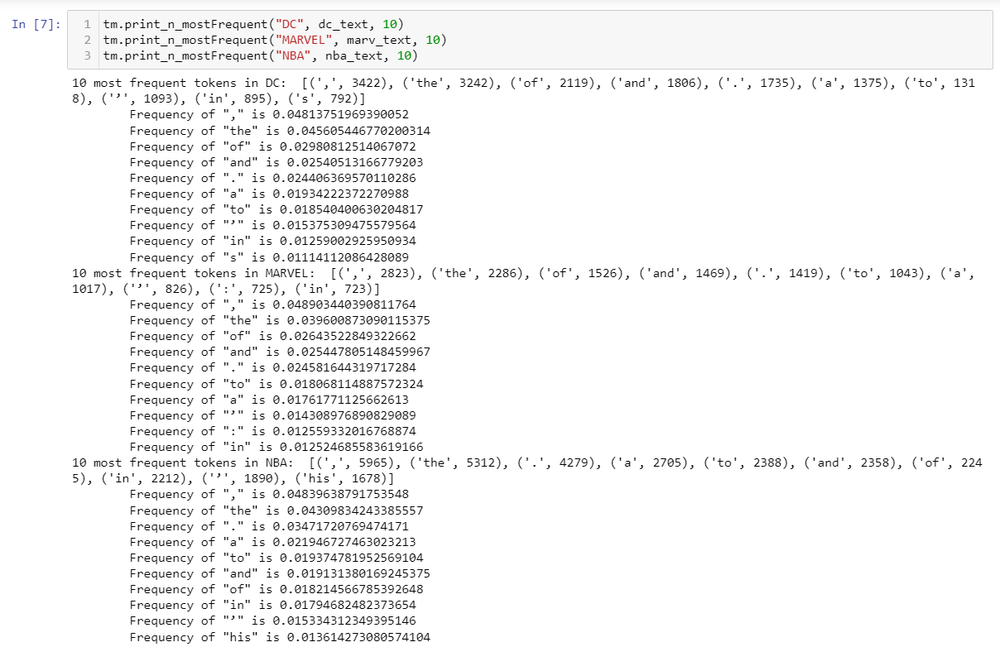 In [7]:
1 tm.print_n_mostFrequent("DC", dc_text, 10)
2 tm.print_n_mostFrequent("MARVEL", marv_text, 10)
3 tm.print_n_mostFrequent("NBA", nba_text, 10)
10 most frequent tokens in DC:  [(',', 3422), ('the', 3242), ('of', 2119), ('and', 1806), ('.', 1735), ('a', 1375), ('to', 131
8), ('’', 1093), ('in', 895), ('s', 792)]
Frequency of "," is 0.04813751969390052
Frequency of "the" is 0.045605446770200314
Frequency of "of" is 0.02980812514067072
Frequency of "and" is 0.02540513166779203
Frequency of "." is 0.024406369570110286
Frequency of "a" is 0.01934222372270988
Frequency of "to" is 0.018540400630204817
Frequency of "’" is 0.015375309475579564
Frequency of "in" is 0.01259002925950934
Frequency of "s" is 0.01114112086428089
10 most frequent tokens in MARVEL:  [(',', 2823), ('the', 2286), ('of', 1526), ('and', 1469), ('.', 1419), ('to', 1043), ('a',
1017), ('’', 826), (':', 725), ('in', 723)]
Frequency of "," is 0.048903440390811764
Frequency of "the" is 0.039600873090115375
Frequency of "of" is 0.02643522849322662
Frequency of "and" is 0.025447805148459967
Frequency of "." is 0.024581644319717284
Frequency of "to" is 0.018068114887572324
Frequency of "a" is 0.01761771125662613
Frequency of "’" is 0.014308976890829089
Frequency of ":" is 0.012559332016768874
Frequency of "in" is 0.012524685583619166
10 most frequent tokens in NBA:  [(',', 5965), ('the', 5312), ('.', 4279), ('a', 2705), ('to', 2388), ('and', 2358), ('of', 224
5), ('in', 2212), ('’', 1890), ('his', 1678)]
Frequency of "," is 0.04839638791753548
Frequency of "the" is 0.04309834243385557
Frequency of "." is 0.03471720769474171
Frequency of "a" is 0.021946727463023213
Frequency of "to" is 0.019374781952569104
Frequency of "and" is 0.019131380169245375
Frequency of "of" is 0.018214566785392648
Frequency of "in" is 0.01794682482373654
Frequency of "’" is 0.015334312349395146
Frequency of "his" is 0.013614273080574104